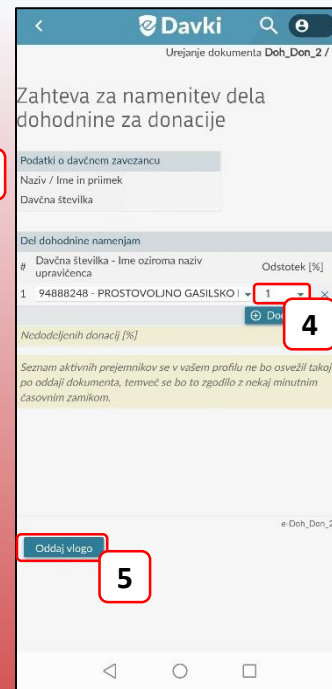 eDavki
Urejanje dokumenta Doh_Don_2 /
Zahteva za namenitev dela
dohodnine za donacije
Podatki o davčnem zavezancu
Naziv / Ime in priimek
Davčna številka
Del dohodnine namenjam
# Davčna številka - Ime oziroma naziv upravičenca Odstotek [%]
1 94888248 - PROSTOVOLJNO GASILSKO 1 ×
4
Nedodeljenih donacij [%]
Seznam aktivnih prejemnikov se v vašem profilu ne bo osvežil takoj
po oddaji dokumenta, temveč se bo to zgodilo z nekaj minutnim
časovnim zamikom.
e-Doh_Don_2
Oddaj vlogo
5